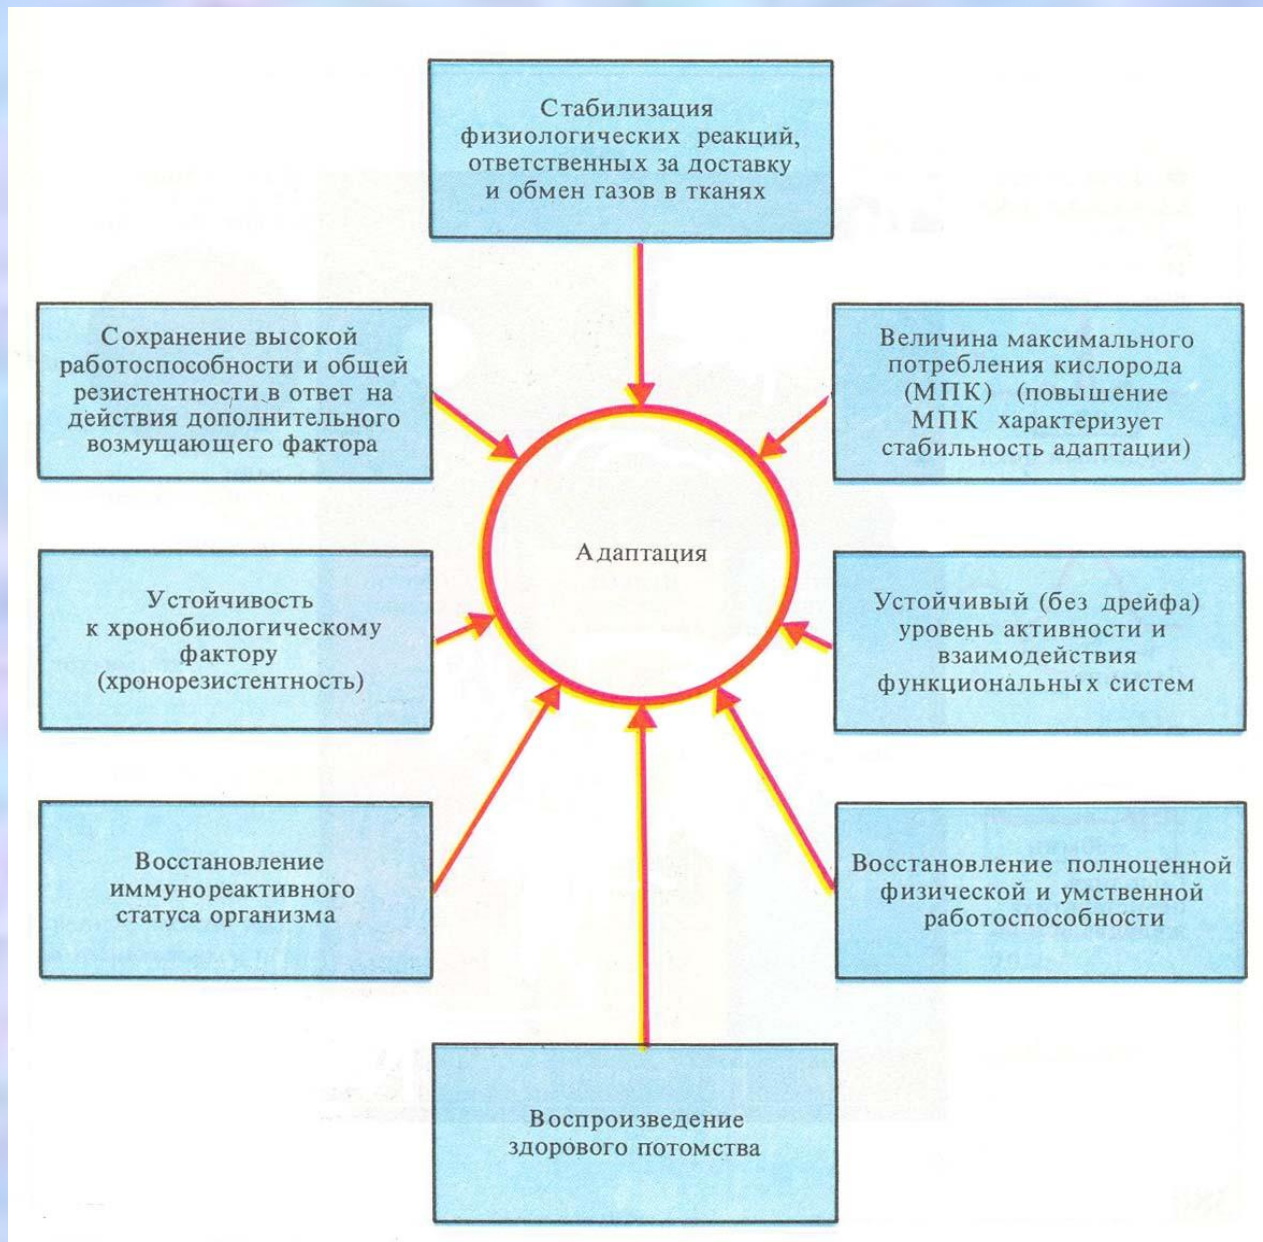 Стабилизация
физиологических реакций,
ответственных за доставку
и обмен газов в тканях
Сохранение высокой
работоспособности и общей
резистентности в ответ на
действия дополнительного
возмущающего фактора
Величина максимального
потребления кислорода
(МПК) (повышение
МПК характеризует
стабильность адаптации)
Адаптация
Устойчивость
к хронобиологическому
фактору
(хронорезистентность)
Устойчивый (без дрейфа)
уровень активности и
взаимодействия
функциональных систем
Восстановление
иммунореактивного
статуса организма
Восстановление полноценной
физической и умственной
работоспособности
Воспроизведение
здорового потомства